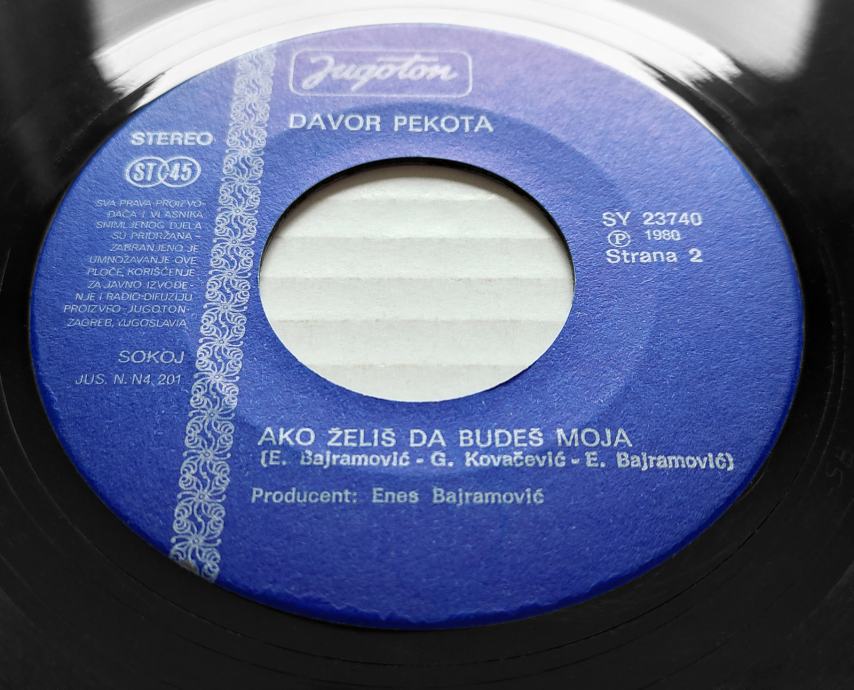 Jugoton
DAVOR PEKOTA
STEREO
ST 45
SVA PRAVA PROIZVO-
ĐAČA I VLASNIKA
SNIMLJENOG DJELA
SU PRIDRŽANA -
ZABRANJENO JE
UMNOŽAVANJE OVE
PLOČE, KORIŠĆENJE
ZA JAVNO IZVOĐE-
NJE I RADIO-DIFUZIJU
PROIZVEO-JUGOTON-
ZAGREB, YUGOSLAVIA
SOKOJ
JUS. N. N4. 201
SY 23740
Ⓟ 1980
Strana 2
AKO ŽELIŠ DA BUDEŠ MOJA
(E. Bajramović - G. Kovačević - E. Bajramović)
Producent: Enes Bajramović